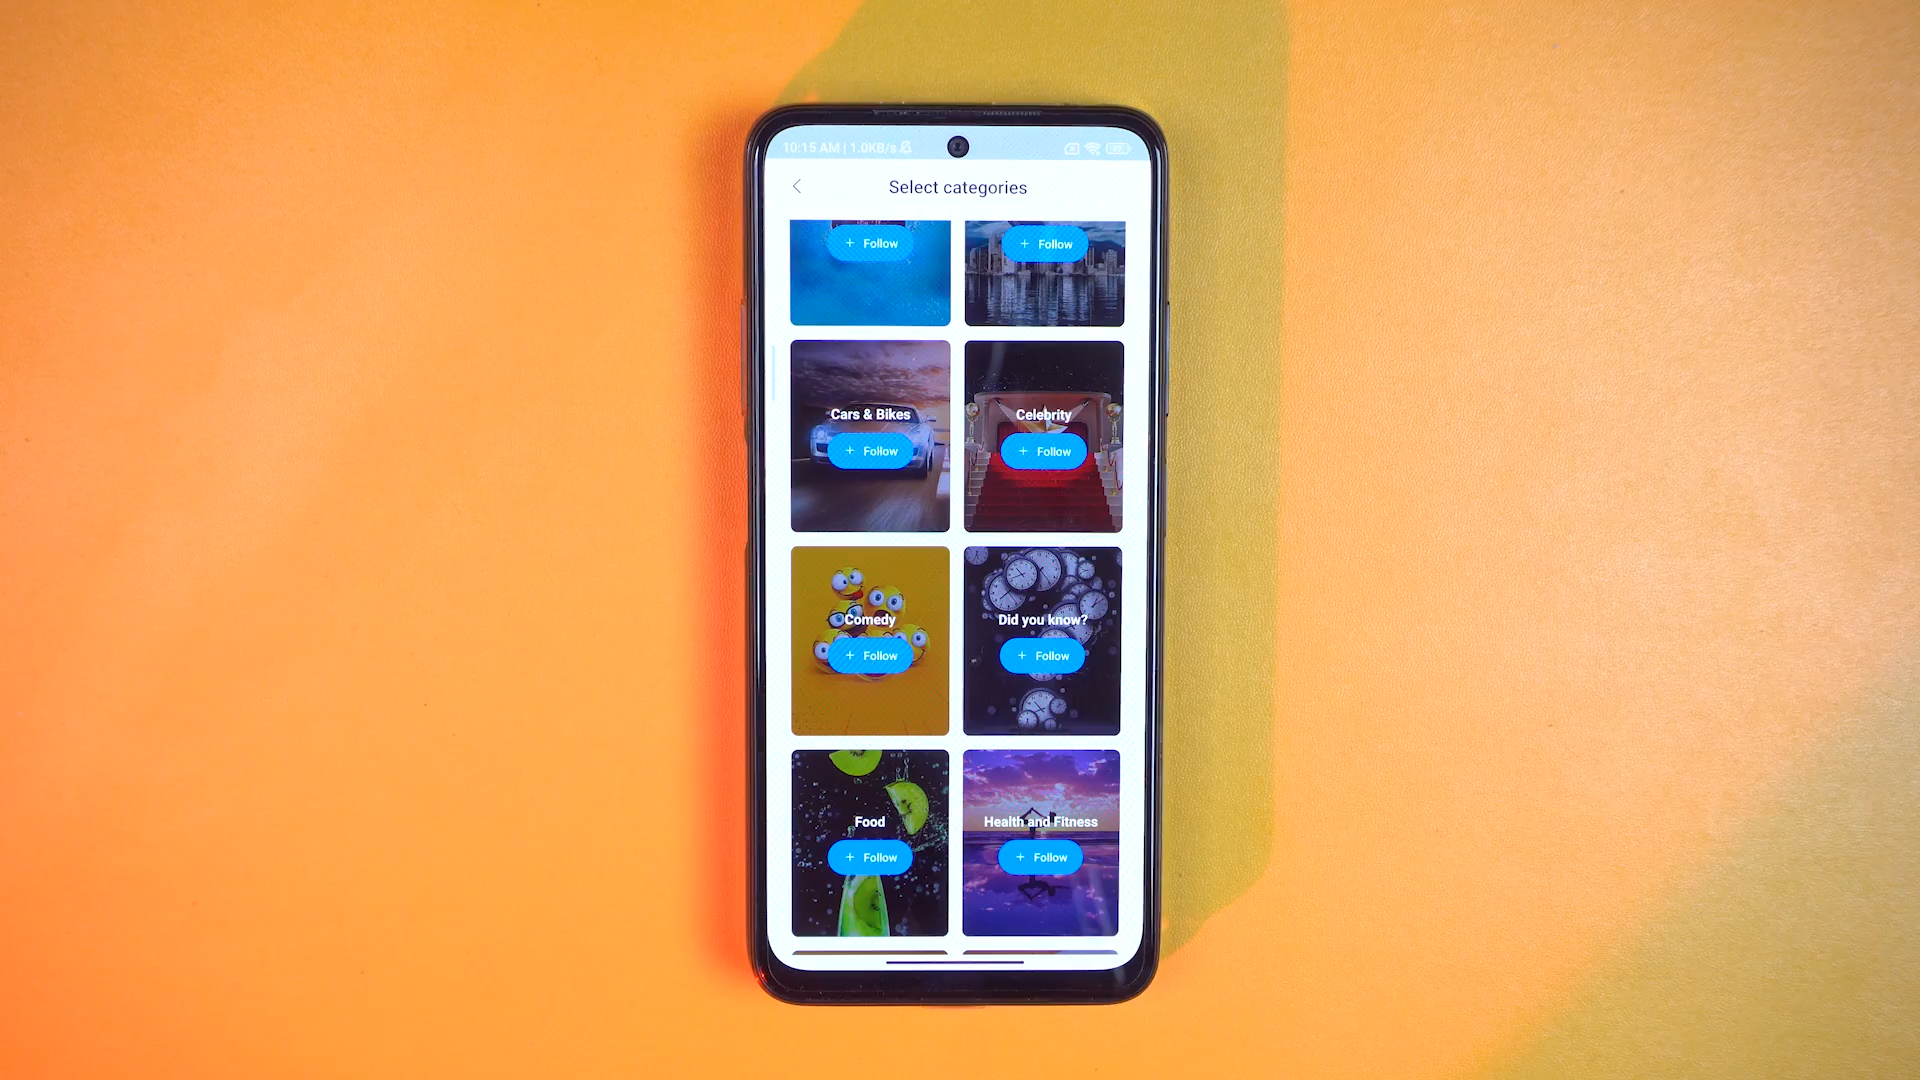 10:15 AM | 1.0KB/s
Select categories
+ Follow
+ Follow
Cars & Bikes
+ Follow
Celebrity
+ Follow
Comedy
+ Follow
Did you know?
+ Follow
Food
+ Follow
Health and Fitness
+ Follow